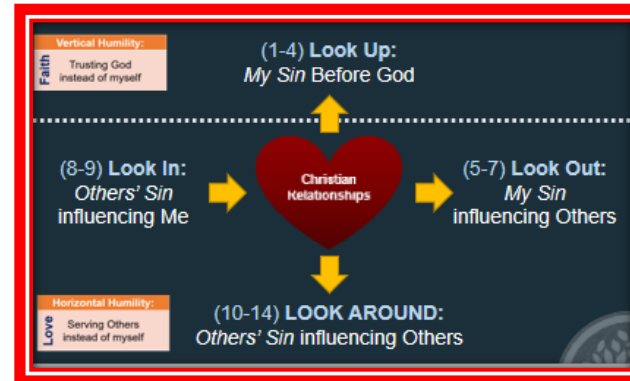 Vertical Humility:
Faith
Trusting God
instead of myself
(1-4) Look Up:
My Sin Before God
(8-9) Look In:
Others' Sin
influencing Me
Christian
Relationships
(5-7) Look Out:
My Sin
influencing Others
Horizontal Humility:
Love
Serving Others
instead of myself
(10-14) LOOK AROUND:
Others' Sin influencing Others